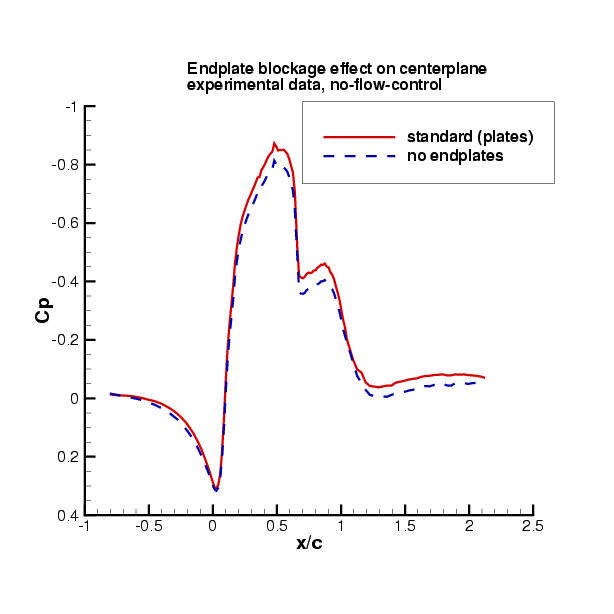 Endplate blockage effect on centerplane
experimental data, no-flow-control
standard (plates)
no endplates
-1
-0.8
-0.6
-0.4
-0.2
0
0.2
0.4
Cp
-1
-0.5
0
0.5
1
1.5
2
2.5
x/c